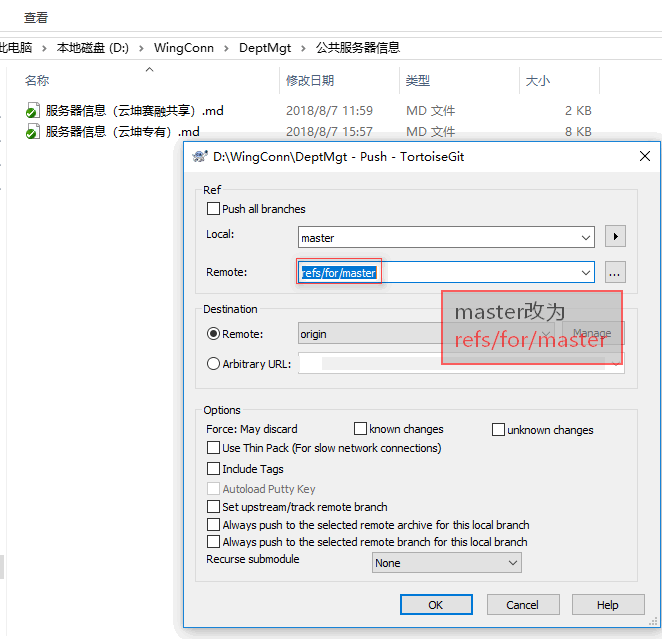 查看
此电脑 > 本地磁盘 (D:) > WingConn > DeptMgt > 公共服务器信息
名称 修改日期 类型 大小
服务器信息（云坤赛融共享）.md 2018/8/7 11:59 MD 文件 2 KB
服务器信息（云坤专有）.md 2018/8/7 15:57 MD 文件 8 KB
D:\WingConn\DeptMgt - Push - TortoiseGit
Ref
Push all branches
Local: master
Remote: refs/for/master ...
master改为
refs/for/master
Destination
Remote: origin Manage
Arbitrary URL:
Options
Force: May discard known changes unknown changes
Use Thin Pack (For slow network connections)
Include Tags
Autoload Putty Key
Set upstream/track remote branch
Always push to the selected remote archive for this local branch
Always push to the selected remote branch for this local branch
Recurse submodule None
OK Cancel Help